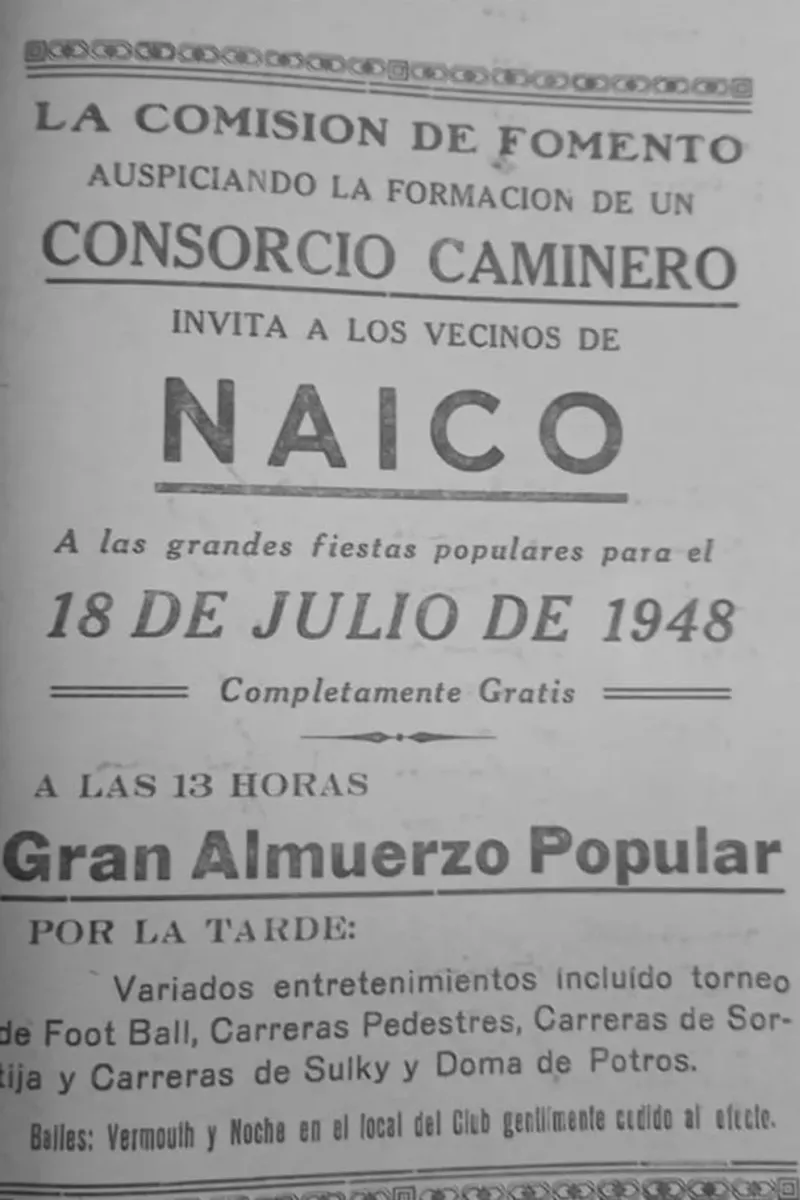 LA COMISION DE FOMENTO
AUSPICIANDO LA FORMACION DE UN
CONSORCIO CAMINERO
INVITA A LOS VECINOS DE
NAICO
A las grandes fiestas populares para el
18 DE JULIO DE 1948
Completamente Gratis
A LAS 13 HORAS
Gran Almuerzo Popular
POR LA TARDE:
Variados entretenimientos incluído torneo
de Foot Ball, Carreras Pedestres, Carreras de Sor-
tija y Carreras de Sulky y Doma de Potros.
Bailes: Vermouth y Noche en el local del Club gentilmente cedido al efecto.